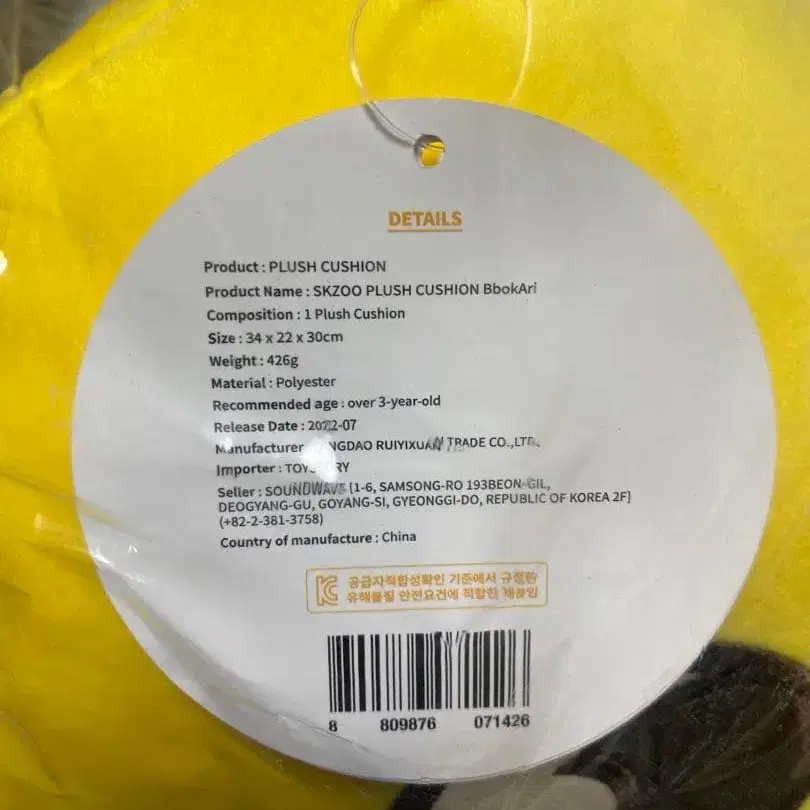 DETAILS
Product : PLUSH CUSHION
Product Name : SKZOO PLUSH CUSHION BbokAri
Composition : 1 Plush Cushion
Size : 34 x 22 x 30cm
Weight : 426g
Material : Polyester
Recommended age : over 3-year-old
Release Date : 2022-07
Manufacturer RUIYIXUAN TRADE CO.,LTD.
Importer :
Seller : SOUNDWAVE [1-6, SAMSONG-RO 193BEON-GIL,
DEOGYANG-GU, GOYANG-SI, GYEONGGI-DO, REPUBLIC OF KOREA 2F]
(+82-2-381-3758)
Country of manufacture : China
KC 공급자적합성확인 기준에서 규정한
유해물질 안전요건에 적합한 제품임
8 809876 071426